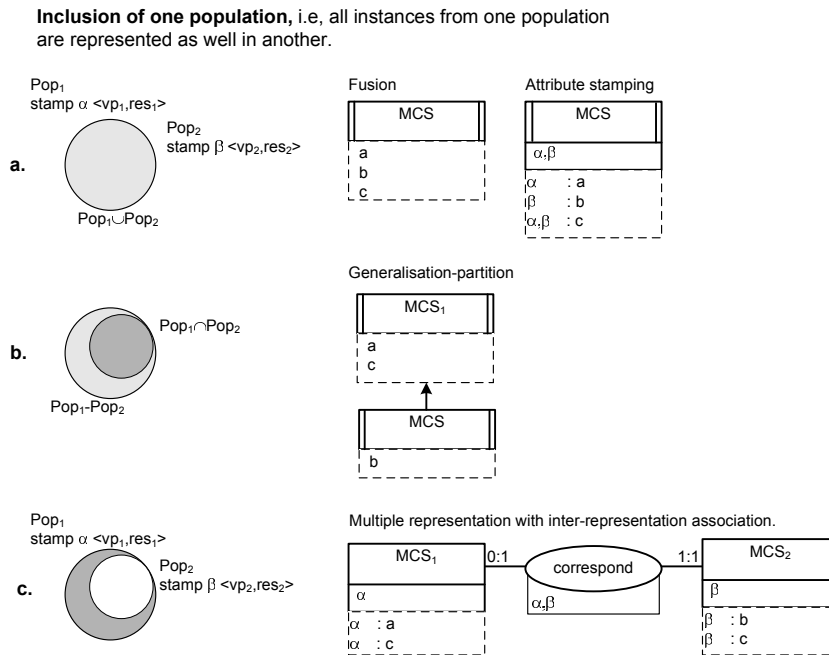 Inclusion of one population, i.e, all instances from one population
are represented as well in another.
Pop₁
stamp α <vp₁,res₁>
Pop₂
stamp β <vp₂,res₂>
a.
Pop₁∪Pop₂
Fusion
MCS
a
b
c
Attribute stamping
MCS
α,β
α : a
β : b
α,β : c
b.
Pop₁∩Pop₂
Pop₁-Pop₂
Generalisation-partition
MCS₁
a
c
MCS
b
Pop₁
stamp α <vp₁,res₁>
Pop₂
stamp β <vp₂,res₂>
c.
Multiple representation with inter-representation association.
MCS₁
α
α : a
α : c
0:1
correspond
α,β
1:1
MCS₂
β
β : b
β : c